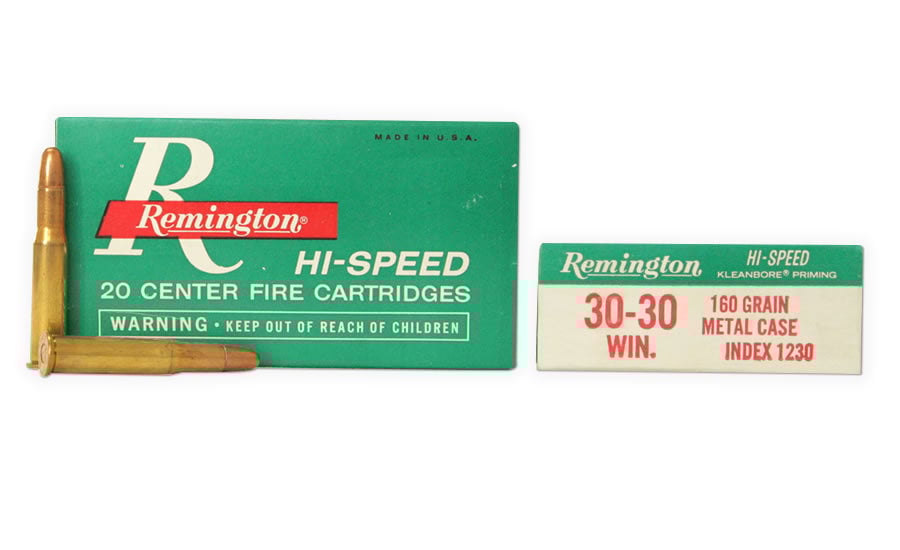 MADE IN U.S.A.
R
Remington®
HI-SPEED
20 CENTER FIRE CARTRIDGES
WARNING • KEEP OUT OF REACH OF CHILDREN
Remington
HI-SPEED
KLEANBORE® PRIMING
30-30
WIN.
160 GRAIN
METAL CASE
INDEX 1230